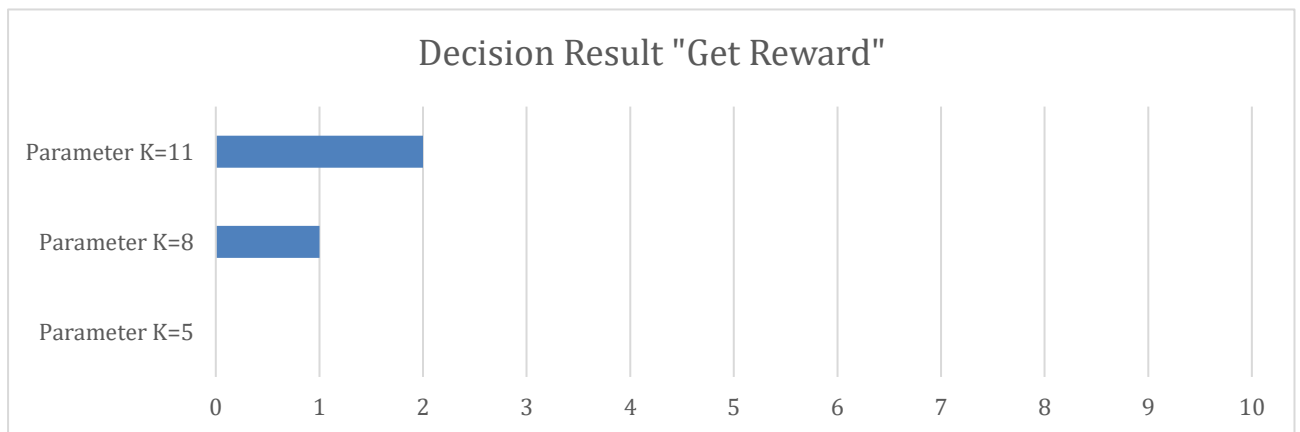 Decision Result "Get Reward"
Parameter K=11
Parameter K=8
Parameter K=5
0 1 2 3 4 5 6 7 8 9 10